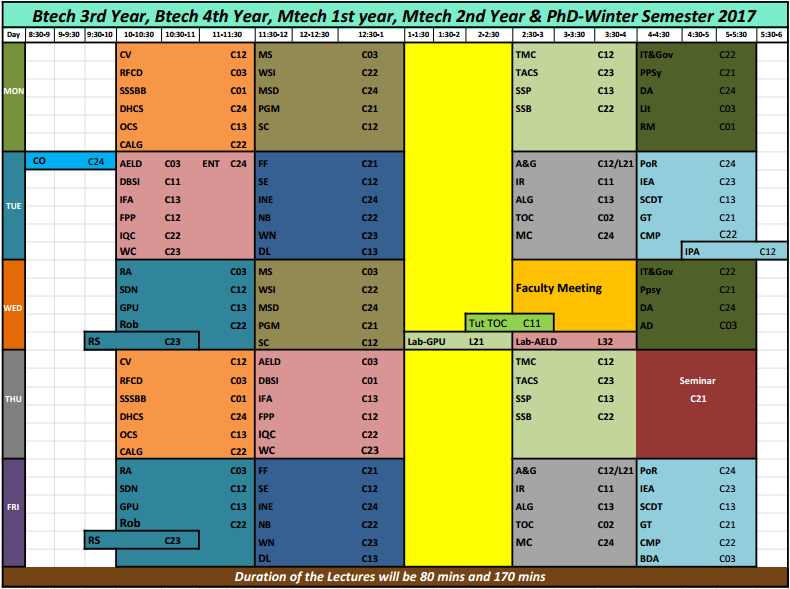 Btech 3rd Year, Btech 4th Year, Mtech 1st year, Mtech 2nd Year & PhD-Winter Semester 2017
Day 8:30-9 9-9:30 9:30-10 10-10:30 10:30-11 11-11:30 11:30-12 12-12:30 12:30-1 1-1:30 1:30-2 2-2:30 2:30-3 3-3:30 3:30-4 4-4:30 4:30-5 5-5:30 5:30-6
CV C12 MS C03 TMC C12 IT&Gov C22
RFCD C03 WSI C22 TACS C23 PPSy C21
MON SSSBB C01 MSD C24 SSP C13 DA C24
DHCS C24 PGM C21 SSB C22 Lit C03
OCS C13 SC C12 RM C01
CALG C22
CO C24 AELD C03 ENT C24 FF C21 A&G C12/L21 PoR C24
DBSI C11 SE C12 IR C11 IEA C23
IFA C13 INE C24 ALG C13 SCDT C13
TUE FPP C12 NB C22 TOC C02 GT C21
IQC C22 WN C23 MC C24 CMP C22
WC C23 DL C13 IPA C12
RA C03 MS C03 IT&Gov C22
SDN C12 WSI C22 Faculty Meeting Ppsy C21
WED GPU C13 MSD C24 DA C24
Rob C22 PGM C21 Tut TOC C11 AD C03
RS C23 SC C12 Lab-GPU L21 Lab-AELD L32
CV C12 AELD C03 TMC C12
RFCD C03 DBSI C01 TACS C23 Seminar
THU SSSBB C01 IFA C13 SSP C13 C21
DHCS C24 FPP C12 SSB C22
OCS C13 IQC C22
CALG C22 WC C23
RA C03 FF C21 A&G C12/L21 PoR C24
SDN C12 SE C12 IR C11 IEA C23
FRI GPU C13 INE C24 ALG C13 SCDT C13
Rob C22 NB C22 TOC C02 GT C21
RS C23 WN C23 MC C24 CMP C22
DL C13 BDA C03
Duration of the Lectures will be 80 mins and 170 mins